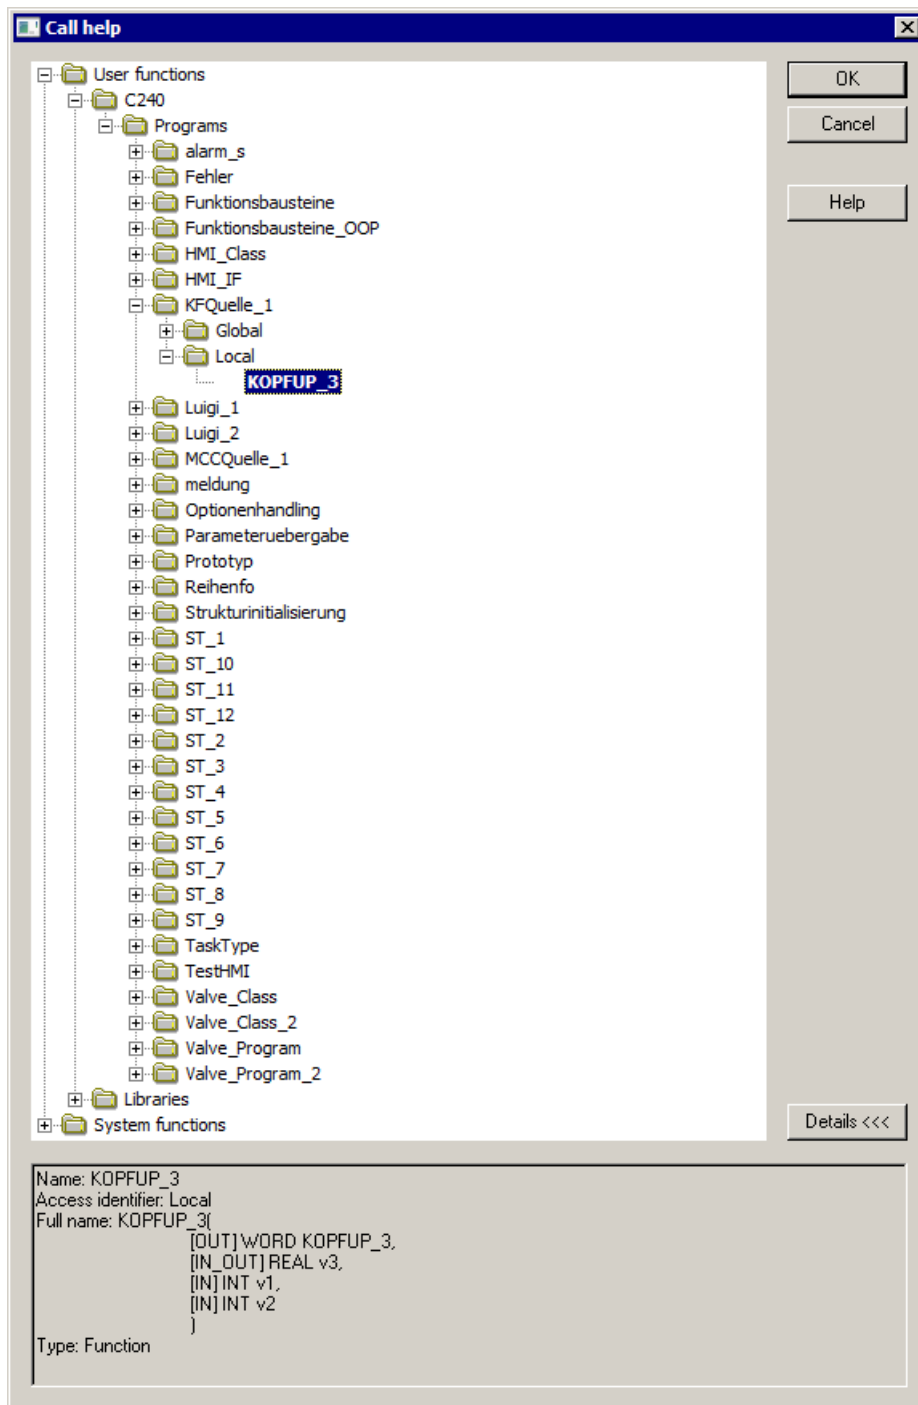 Call help
User functions
C240
Programs
alarm_s
Fehler
Funktionsbausteine
Funktionsbausteine_OOP
HMI_Class
HMI_IF
KFQuelle_1
Global
Local
KOPFUP_3
Luigi_1
Luigi_2
MCCQuelle_1
meldung
Optionenhandling
Parameteruebergabe
Prototyp
Reihenfo
Strukturinitialisierung
ST_1
ST_10
ST_11
ST_12
ST_2
ST_3
ST_4
ST_5
ST_6
ST_7
ST_8
ST_9
TaskType
TestHMI
Valve_Class
Valve_Class_2
Valve_Program
Valve_Program_2
Libraries
System functions
OK
Cancel
Help
Details <<<
Name: KOPFUP_3
Access identifier: Local
Full name: KOPFUP_3(
[OUT] WORD KOPFUP_3,
[IN_OUT] REAL v3,
[IN] INT v1,
[IN] INT v2
)
Type: Function